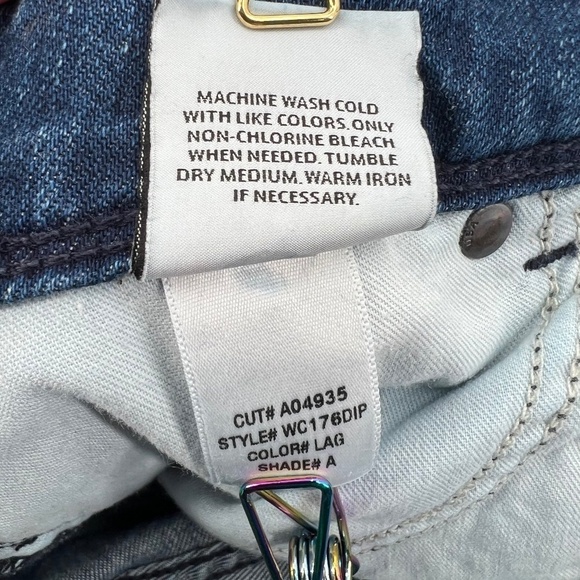 MACHINE WASH COLD
WITH LIKE COLORS. ONLY
NON-CHLORINE BLEACH
WHEN NEEDED. TUMBLE
DRY MEDIUM. WARM IRON
IF NECESSARY.
CUT# A04935
STYLE# WC176DIP
COLOR# LAG
SHADE# A